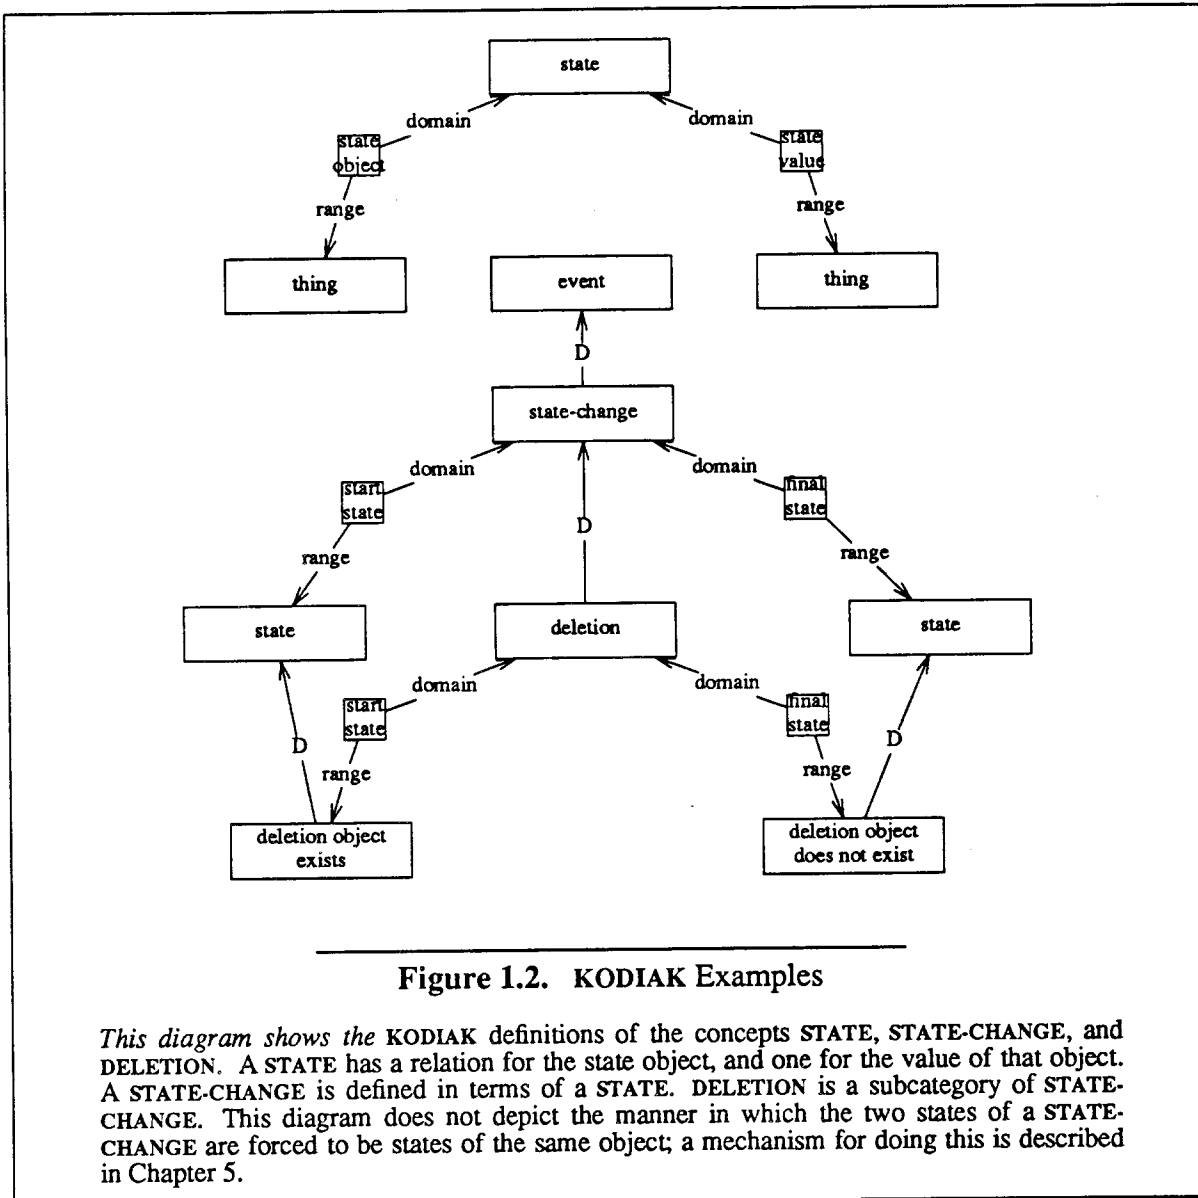 state
domain
domain
state
object
state
value
range
range
thing
event
thing
D
state-change
domain
domain
start
state
final
state
D
range
range
state
deletion
state
domain
domain
start
state
final
state
D
D
range
range
deletion object
exists
deletion object
does not exist
Figure 1.2. KODIAK Examples
This diagram shows the KODIAK definitions of the concepts STATE, STATE-CHANGE, and
DELETION. A STATE has a relation for the state object, and one for the value of that object.
A STATE-CHANGE is defined in terms of a STATE. DELETION is a subcategory of STATE-
CHANGE. This diagram does not depict the manner in which the two states of a STATE-
CHANGE are forced to be states of the same object; a mechanism for doing this is described
in Chapter 5.